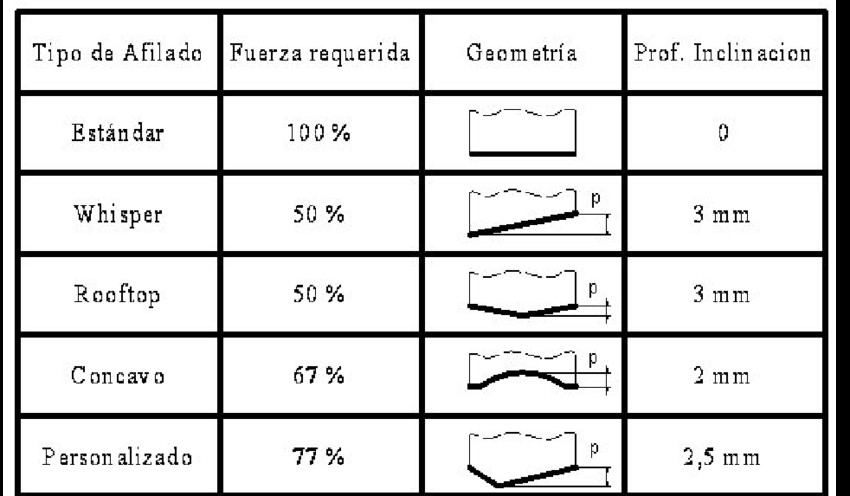 Tipo de Afilado Fuerza requerida Geometría Prof. Inclinacion
Estándar 100 % 0
Whisper 50 % p 3 mm
Rooftop 50 % p 3 mm
Concavo 67 % p 2 mm
Personalizado 77 % p 2,5 mm